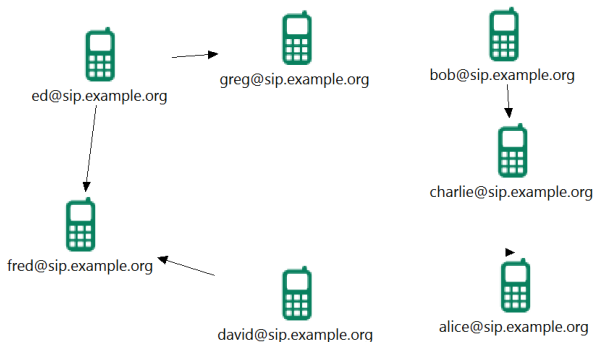 greg@sip.example.org
bob@sip.example.org
ed@sip.example.org
charlie@sip.example.org
fred@sip.example.org
david@sip.example.org
alice@sip.example.org